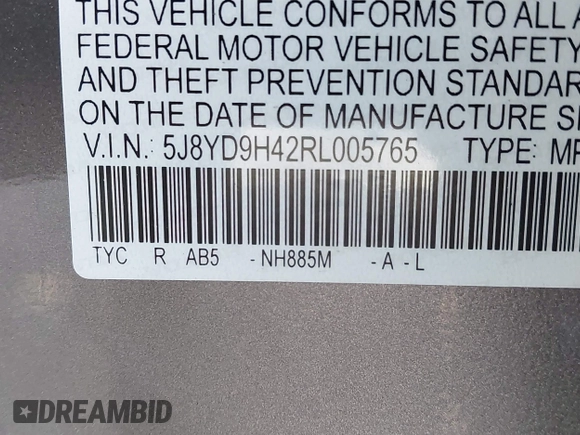 THIS VEHICLE CONFORMS TO ALL A
FEDERAL MOTOR VEHICLE SAFETY
AND THEFT PREVENTION STANDAR
ON THE DATE OF MANUFACTURE S
V.I.N.: 5J8YD9H42RL005765 TYPE: MP
TYC R AB5 -NH885M -A -L
DREAMBID